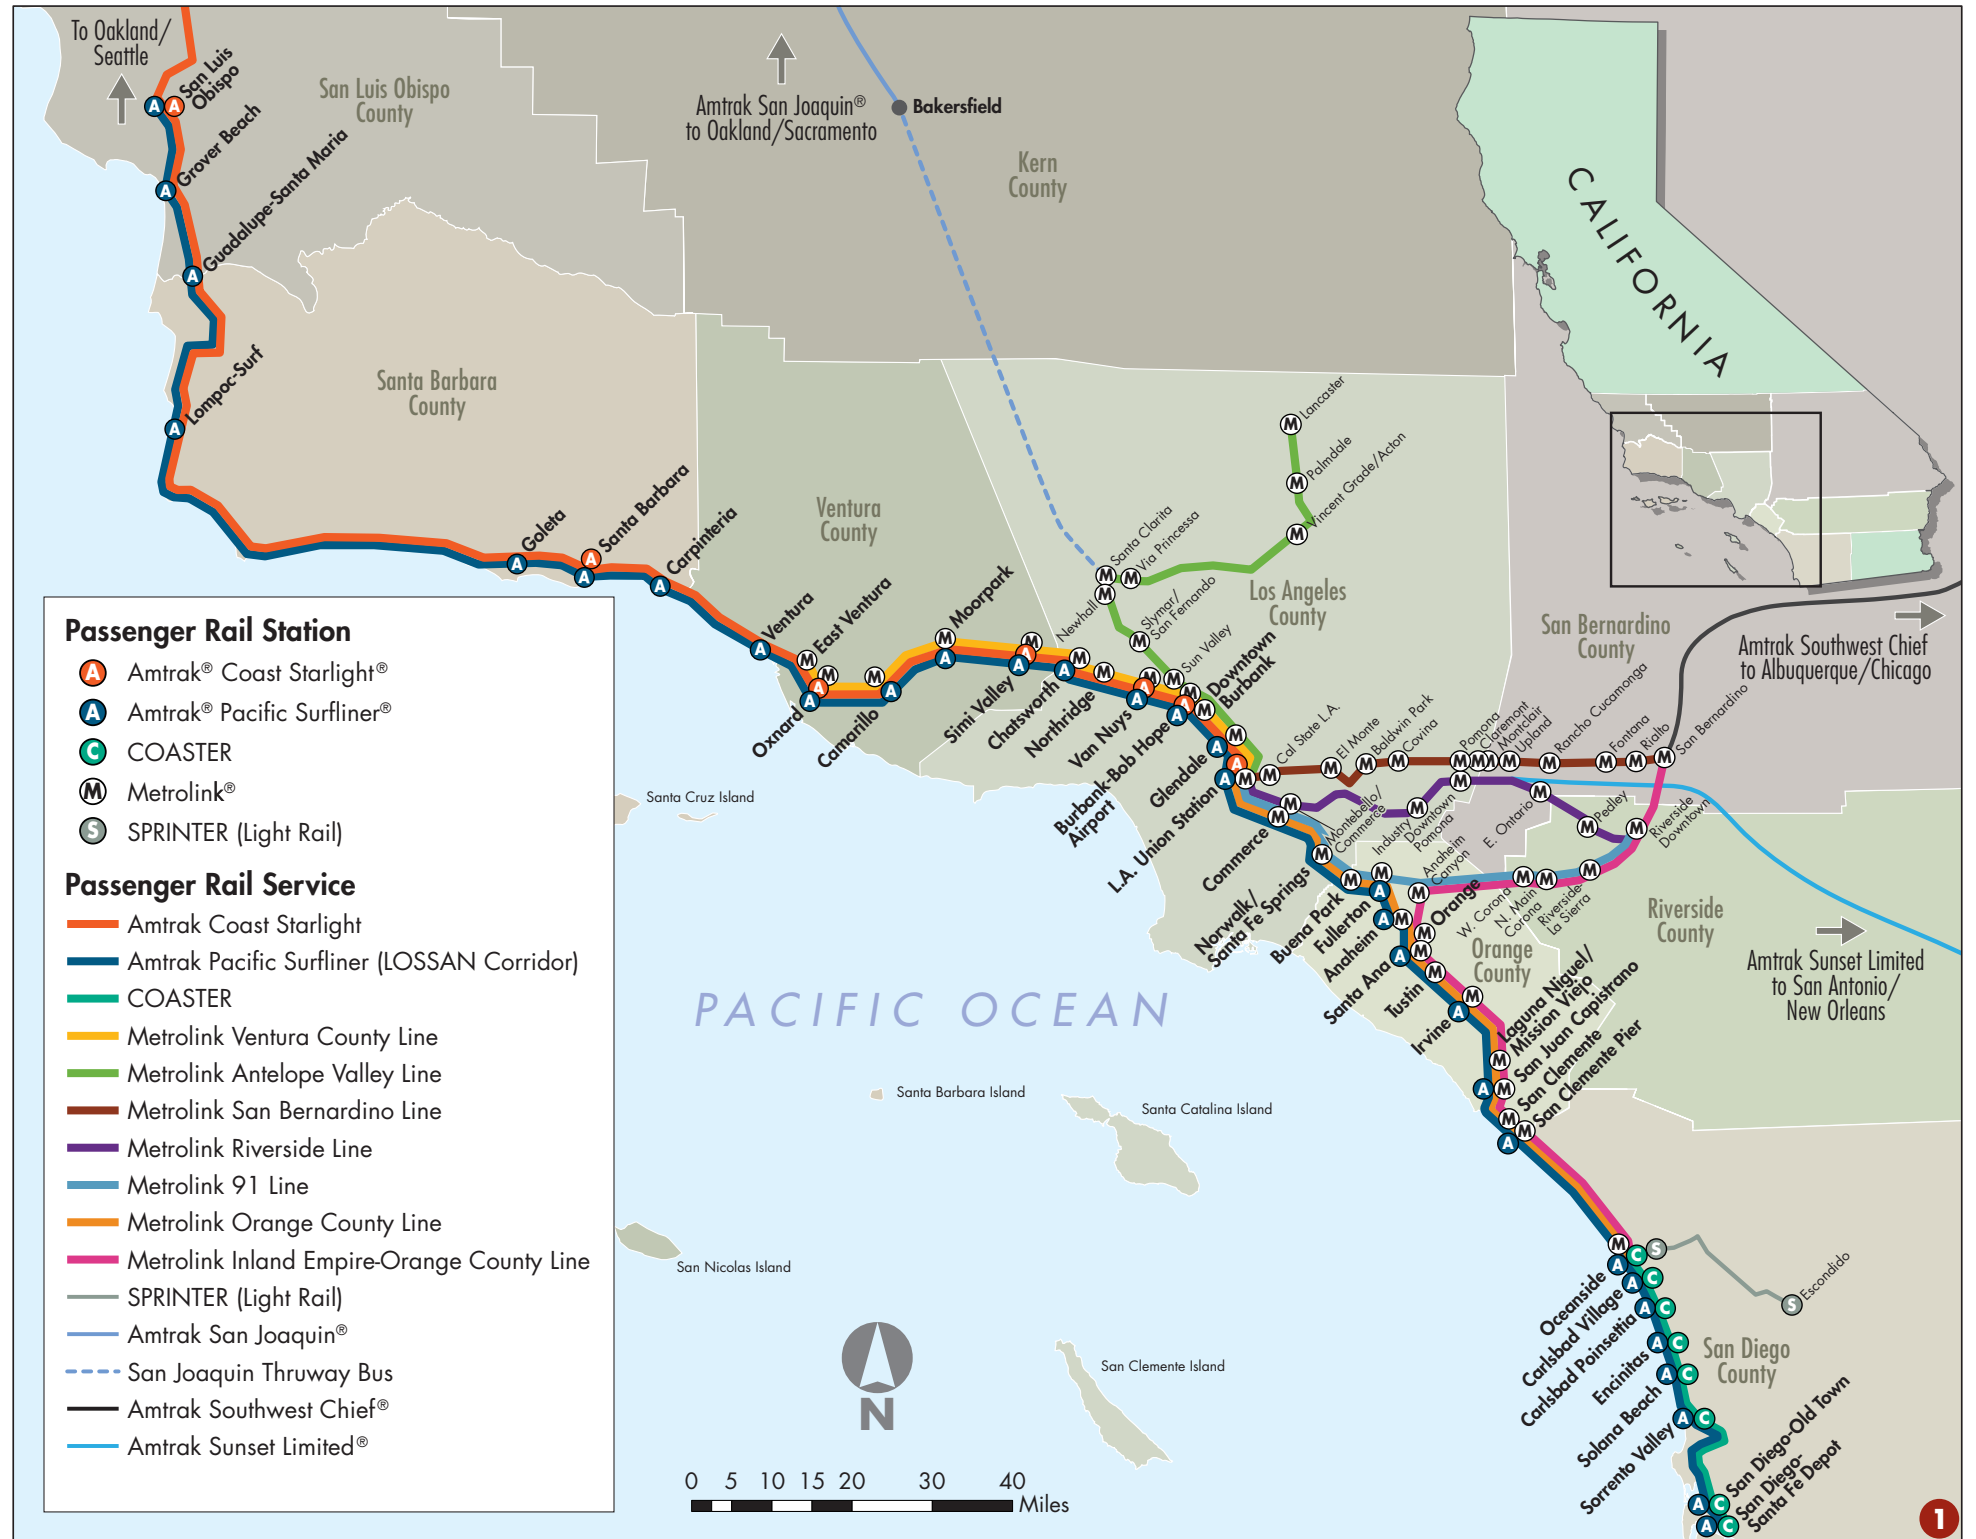 To Oakland/
Seattle
San Luis
Obispo
Grover Beach
Guadalupe-Santa Maria
Lompoc-Surf
San Luis Obispo
County
Amtrak San Joaquin®
to Oakland/Sacramento
Bakersfield
Kern
County
CALIFORNIA
Santa Barbara
County
Goleta
Santa Barbara
Carpinteria
Ventura
County
Ventura
East Ventura
Moorpark
Oxnard
Camarillo
Simi Valley
Chatsworth
Northridge
Van Nuys
Burbank-Bob Hope
Airport
Glendale
L.A. Union Station
Commerce
Norwalk/
Santa Fe Springs
Buena Park
Fullerton
Anaheim
Santa Ana
Tustin
Irvine
Lancaster
Palmdale
Vincent Grade/Acton
Santa Clarita
Via Princessa
Newhall
Slymar/
San Fernando
Sun Valley
Downtown
Burbank
Los Angeles
County
San Bernardino
County
Amtrak Southwest Chief
to Albuquerque/Chicago
Cal State L.A.
El Monte
Baldwin Park
Covina
Pomona
Claremont
Montclair
Upland
Rancho Cucamonga
Fontana
Rialto
San Bernardino
Montebello/
Commerce
Industry
Downtown
Pomona
E. Ontario
Pedley
Riverside
Downtown
Anaheim
Canyon
Orange
W. Corona
N. Main
Corona
Riverside-
La Sierra
Orange
County
Riverside
County
Amtrak Sunset Limited
to San Antonio/
New Orleans
Laguna Niguel/
Mission Viejo
San Juan Capistrano
San Clemente
San Clemente Pier
Oceanside
Carlsbad Village
Carlsbad Poinsettia
Encinitas
Solana Beach
Sorrento Valley
San Diego-Old Town
San Diego-
Santa Fe Depot
Escondido
San Diego
County
PACIFIC OCEAN
Santa Cruz Island
Santa Barbara Island
Santa Catalina Island
San Nicolas Island
San Clemente Island
Passenger Rail Station
A Amtrak® Coast Starlight®
A Amtrak® Pacific Surfliner®
C COASTER
M Metrolink®
S SPRINTER (Light Rail)
Passenger Rail Service
Amtrak Coast Starlight
Amtrak Pacific Surfliner (LOSSAN Corridor)
COASTER
Metrolink Ventura County Line
Metrolink Antelope Valley Line
Metrolink San Bernardino Line
Metrolink Riverside Line
Metrolink 91 Line
Metrolink Orange County Line
Metrolink Inland Empire-Orange County Line
SPRINTER (Light Rail)
Amtrak San Joaquin®
San Joaquin Thruway Bus
Amtrak Southwest Chief®
Amtrak Sunset Limited®
N
0 5 10 15 20 30 40
Miles
1